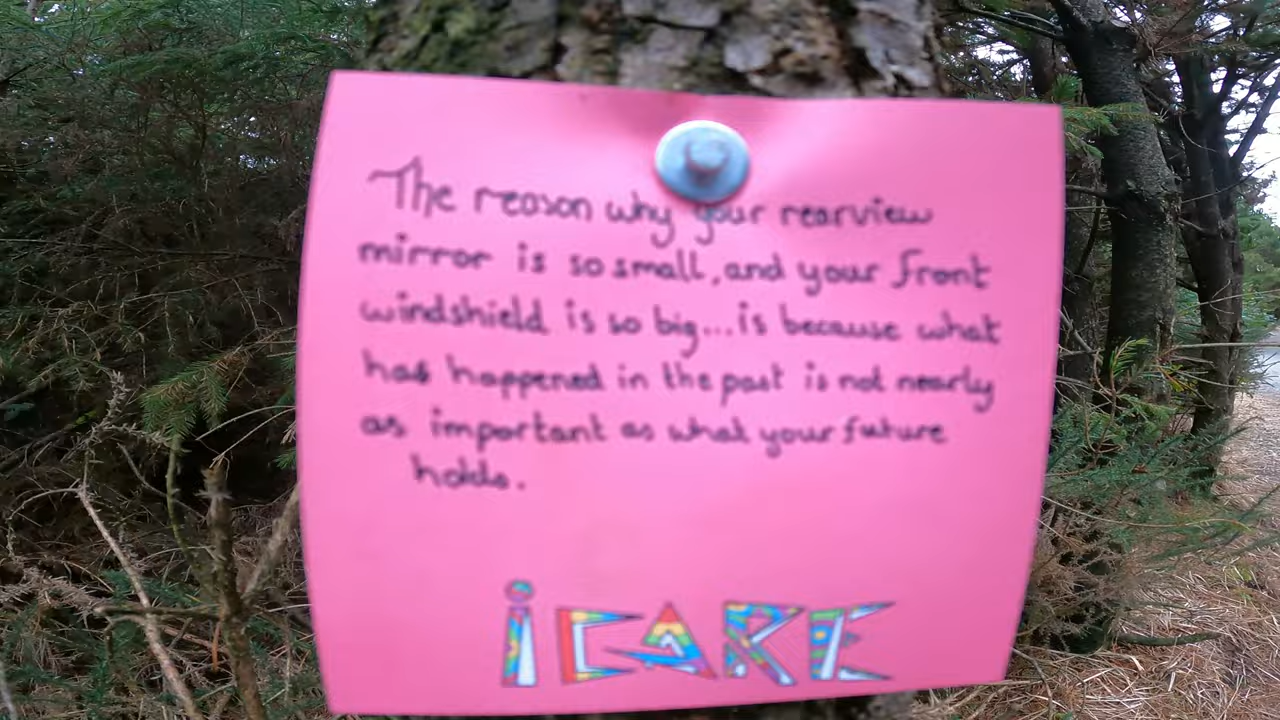 The reason why your rearview
mirror is so small, and your front
windshield is so big...is because what
has happened in the past is not nearly
as important as what your future
holds.
iCARE